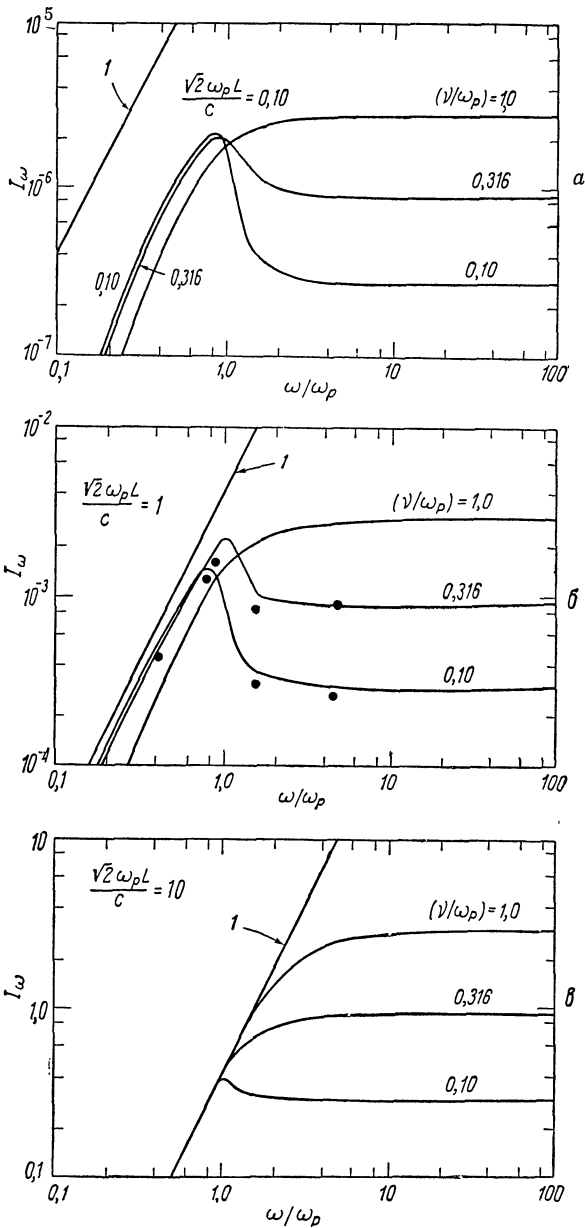 10^5
1
√2 ω_p L / c = 0,10
(ν/ω_p) = 1,0
I_ω
10^-6
0,316
а
0,10
0,316
0,10
10^-7
0,1
1,0
10
100
ω/ω_p
10^-2
1
√2 ω_p L / c = 1
(ν/ω_p) = 1,0
I_ω
10^-3
0,316
б
0,10
10^-4
0,1
1,0
10
100
ω/ω_p
10
√2 ω_p L / c = 10
1
(ν/ω_p) = 1,0
I_ω
1,0
0,316
в
0,10
0,1
0,1
1,0
10
100
ω/ω_p